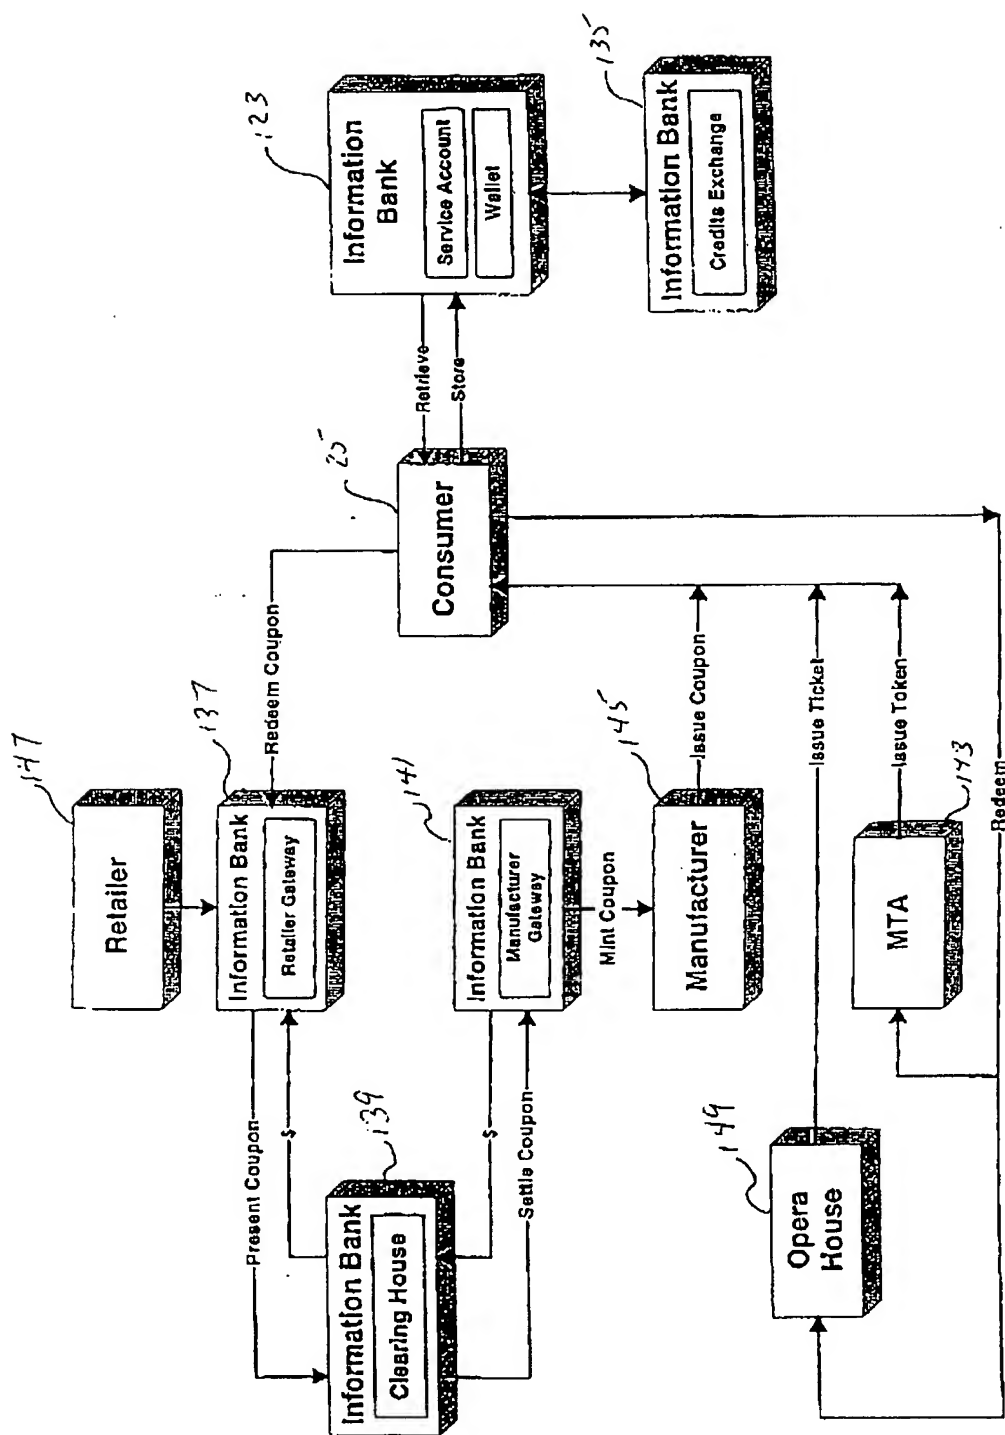 147
Retailer
137
Information Bank
Retailer Gateway
Redeem Coupon
Present Coupon
$
139
Information Bank
Clearing House
$
Settle Coupon
141
Information Bank
Manufacturer
Gateway
Mint Coupon
145
Manufacturer
Issue Coupon
25
Consumer
Retrieve
Store
123
Information
Bank
Service Account
Wallet
135
Information Bank
Credits Exchange
149
Opera
House
Issue Ticket
143
MTA
Issue Token
Redeem